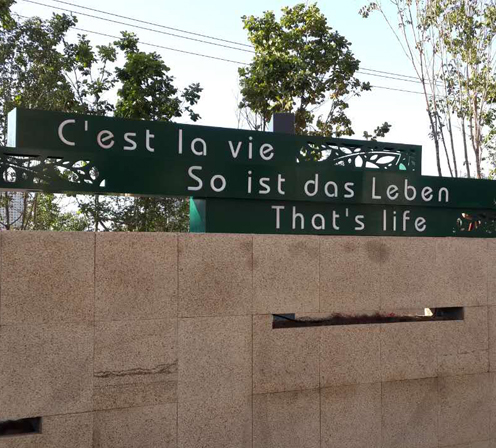 C'est la vie
So ist das Leben
That's life